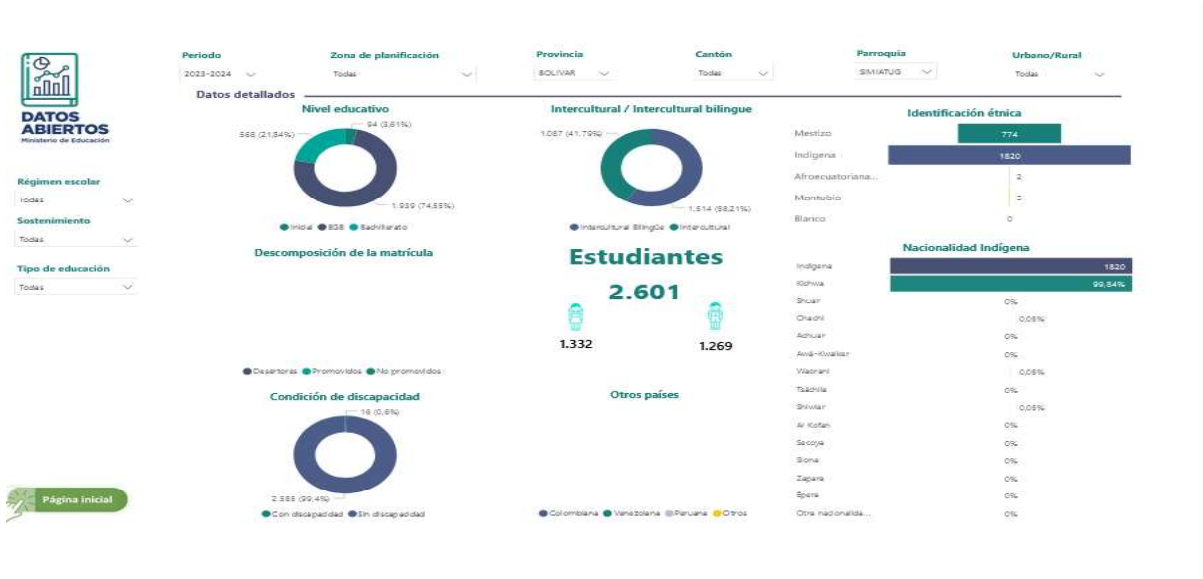 DATOS
ABIERTOS
Ministerio de Educación
Periodo
2023-2024
Zona de planificación
Todas
Provincia
BOLIVAR
Cantón
Todas
Parroquia
SIMIATUG
Urbano/Rural
Todas
Régimen escolar
Todas
Sostenimiento
Todas
Tipo de educación
Todas
Página inicial
Datos detallados
Nivel educativo
94 (3,61%)
568 (21,84%)
1.939 (74,55%)
Inicial EGB Bachillerato
Intercultural / Intercultural bilingue
1.087 (41,79%)
1.514 (58,21%)
Intercultural Bilingüe Intercultural
Identificación étnica
Mestizo 774
Indígena 1820
Afroecuatoriana... 2
Montubio
Blanco 0
Descomposición de la matrícula
Desertores Promovidos No promovidos
Estudiantes
2.601
1.332 1.269
Nacionalidad Indígena
Indígena 1820
Kichwa 99,84%
Shuar 0%
Chachi 0,05%
Achuar 0%
Awá-Kwaiker 0%
Waorani 0,05%
Tsáchila 0%
Shiwiar 0,05%
Ai Kofan 0%
Secoya 0%
Siona 0%
Zapara 0%
Épera 0%
Otra nacionalida... 0%
Condición de discapacidad
16 (0,6%)
2.585 (99,4%)
Con discapacidad Sin discapacidad
Otros países
Colombiana Venezolana Peruana Otros